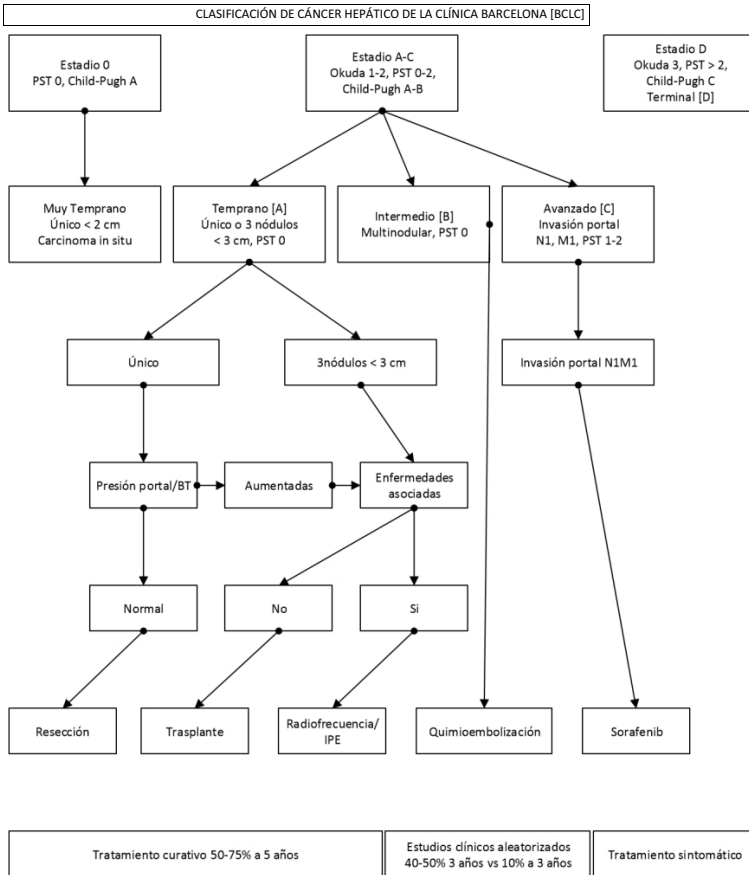 CLASIFICACIÓN DE CÁNCER HEPÁTICO DE LA CLÍNICA BARCELONA [BCLC]
Estadio 0
PST 0, Child-Pugh A
Estadio A-C
Okuda 1-2, PST 0-2,
Child-Pugh A-B
Estadio D
Okuda 3, PST > 2,
Child-Pugh C
Terminal [D]
Muy Temprano
Único < 2 cm
Carcinoma in situ
Temprano [A]
Único o 3 nódulos
< 3 cm, PST 0
Intermedio [B]
Multinodular, PST 0
Avanzado [C]
Invasión portal
N1, M1, PST 1-2
Único
3nódulos < 3 cm
Invasión portal N1M1
Presión portal/BT
Aumentadas
Enfermedades
asociadas
Normal
No
Si
Resección
Trasplante
Radiofrecuencia/
IPE
Quimioembolización
Sorafenib
Tratamiento curativo 50-75% a 5 años
Estudios clínicos aleatorizados
40-50% 3 años vs 10% a 3 años
Tratamiento sintomático